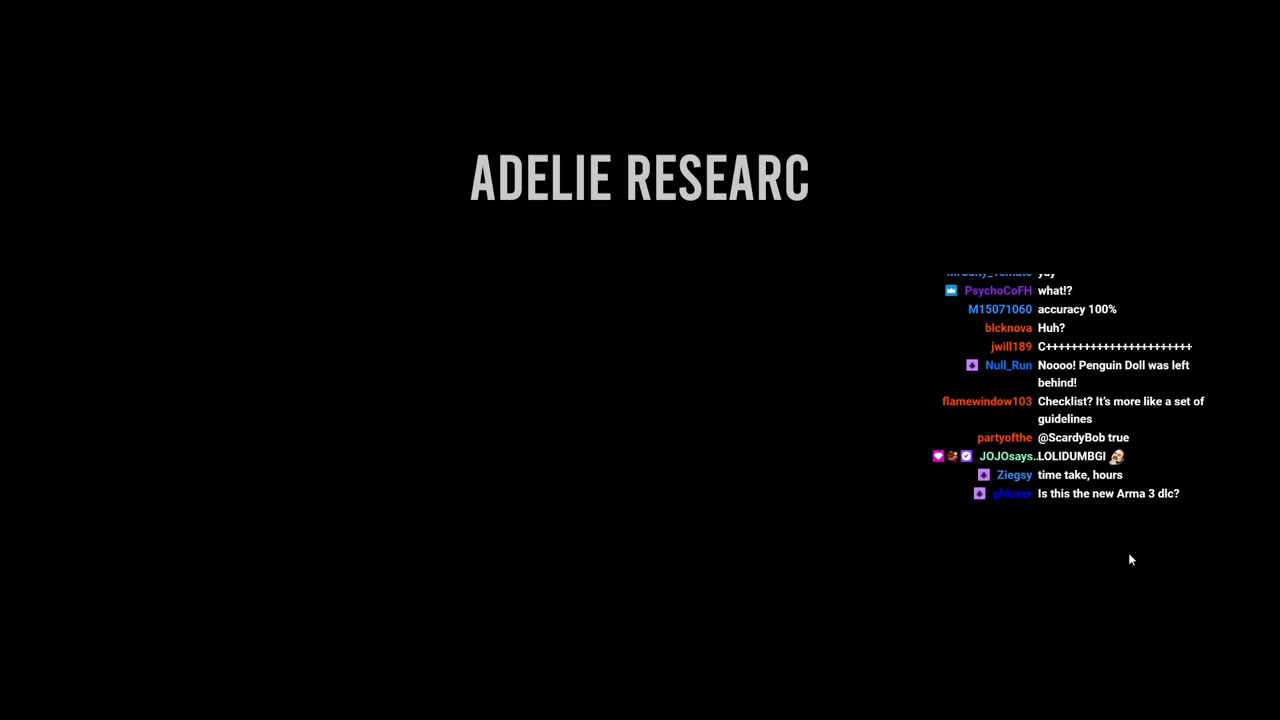 ADELIE RESEARC
PsychoCoFH what!?
M15071060 accuracy 100%
blcknova Huh?
jwill189 C+++++++++++++++++++++++
Null_Run Noooo! Penguin Doll was left
behind!
flamewindow103 Checklist? It's more like a set of
guidelines
partyofthe @ScardyBob true
JOJOsays.. LOLIDUMBGI
Ziegsy time take, hours
phluxer Is this the new Arma 3 dlc?